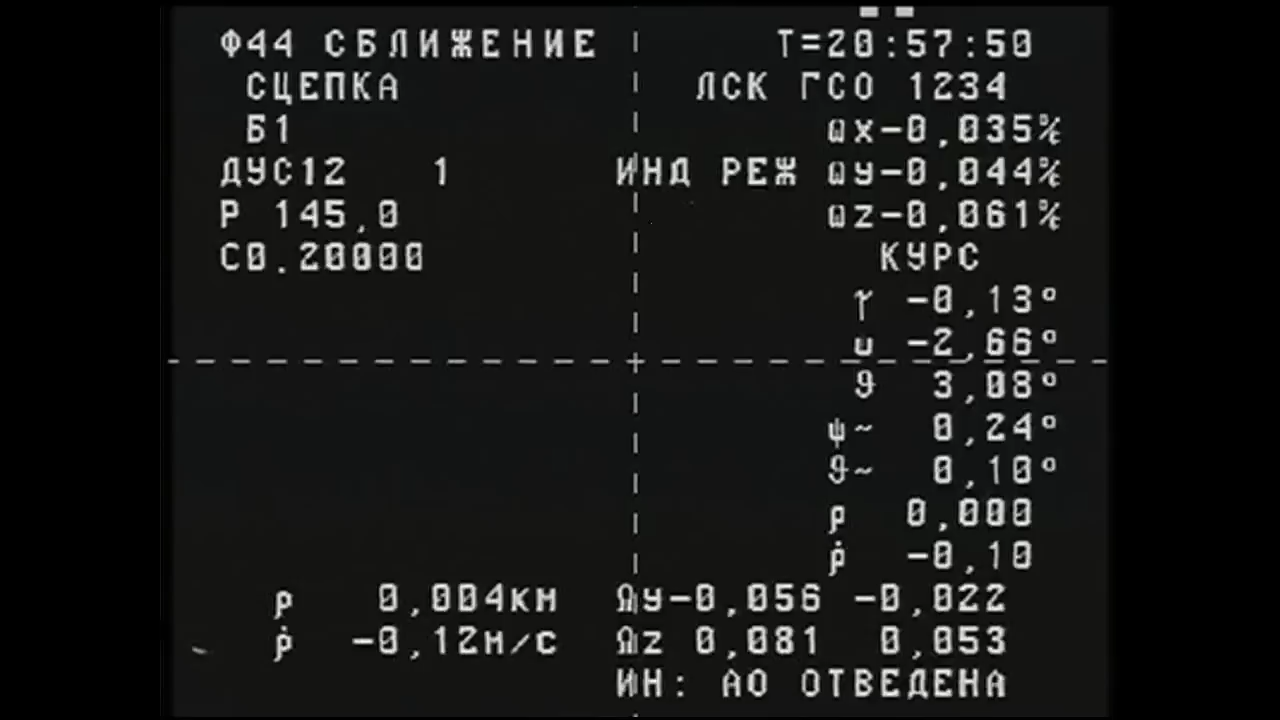 Ф44 СБЛИЖЕНИЕ T=20:57:50
СЦЕПКА ЛСК ГСО 1234
Б1 ωx-0,035%
ДУС12 1 ИНД РЕЖ ωy-0,044%
Р 145,0 ωz-0,061%
С0.20000 КУРС
γ -0,13°
υ -2,66°
ϑ 3,08°
ψ~ 0,24°
ϑ~ 0,10°
ρ 0,000
ρ̇ -0,10
ρ 0,004км Ωy-0,056 -0,022
ρ̇ -0,12м/с Ωz 0,081 0,053
ИН: АО ОТВЕДЕНА